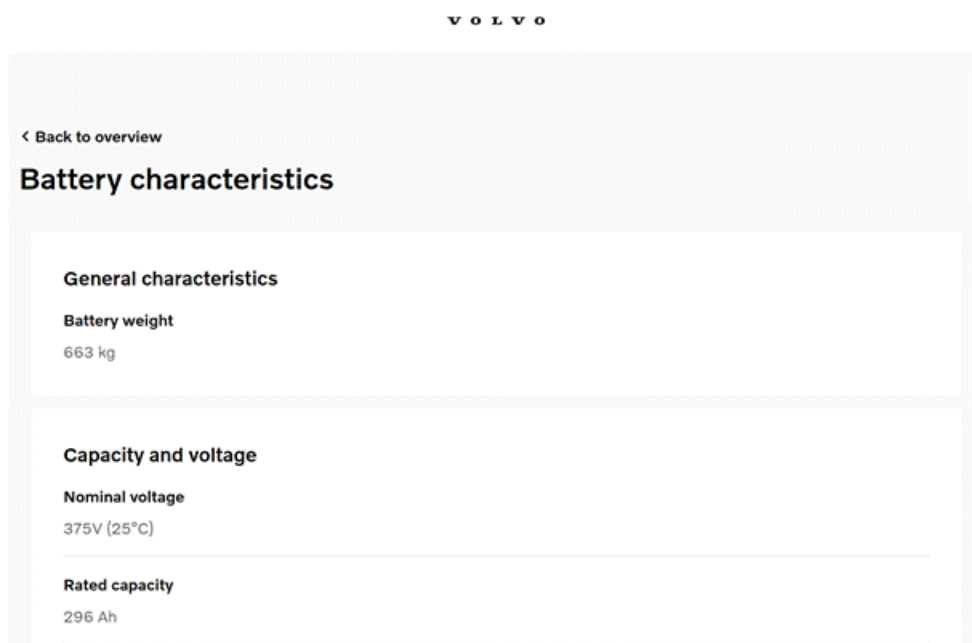 VOLVO
< Back to overview
Battery characteristics
General characteristics
Battery weight
663 kg
Capacity and voltage
Nominal voltage
375V (25°C)
Rated capacity
296 Ah